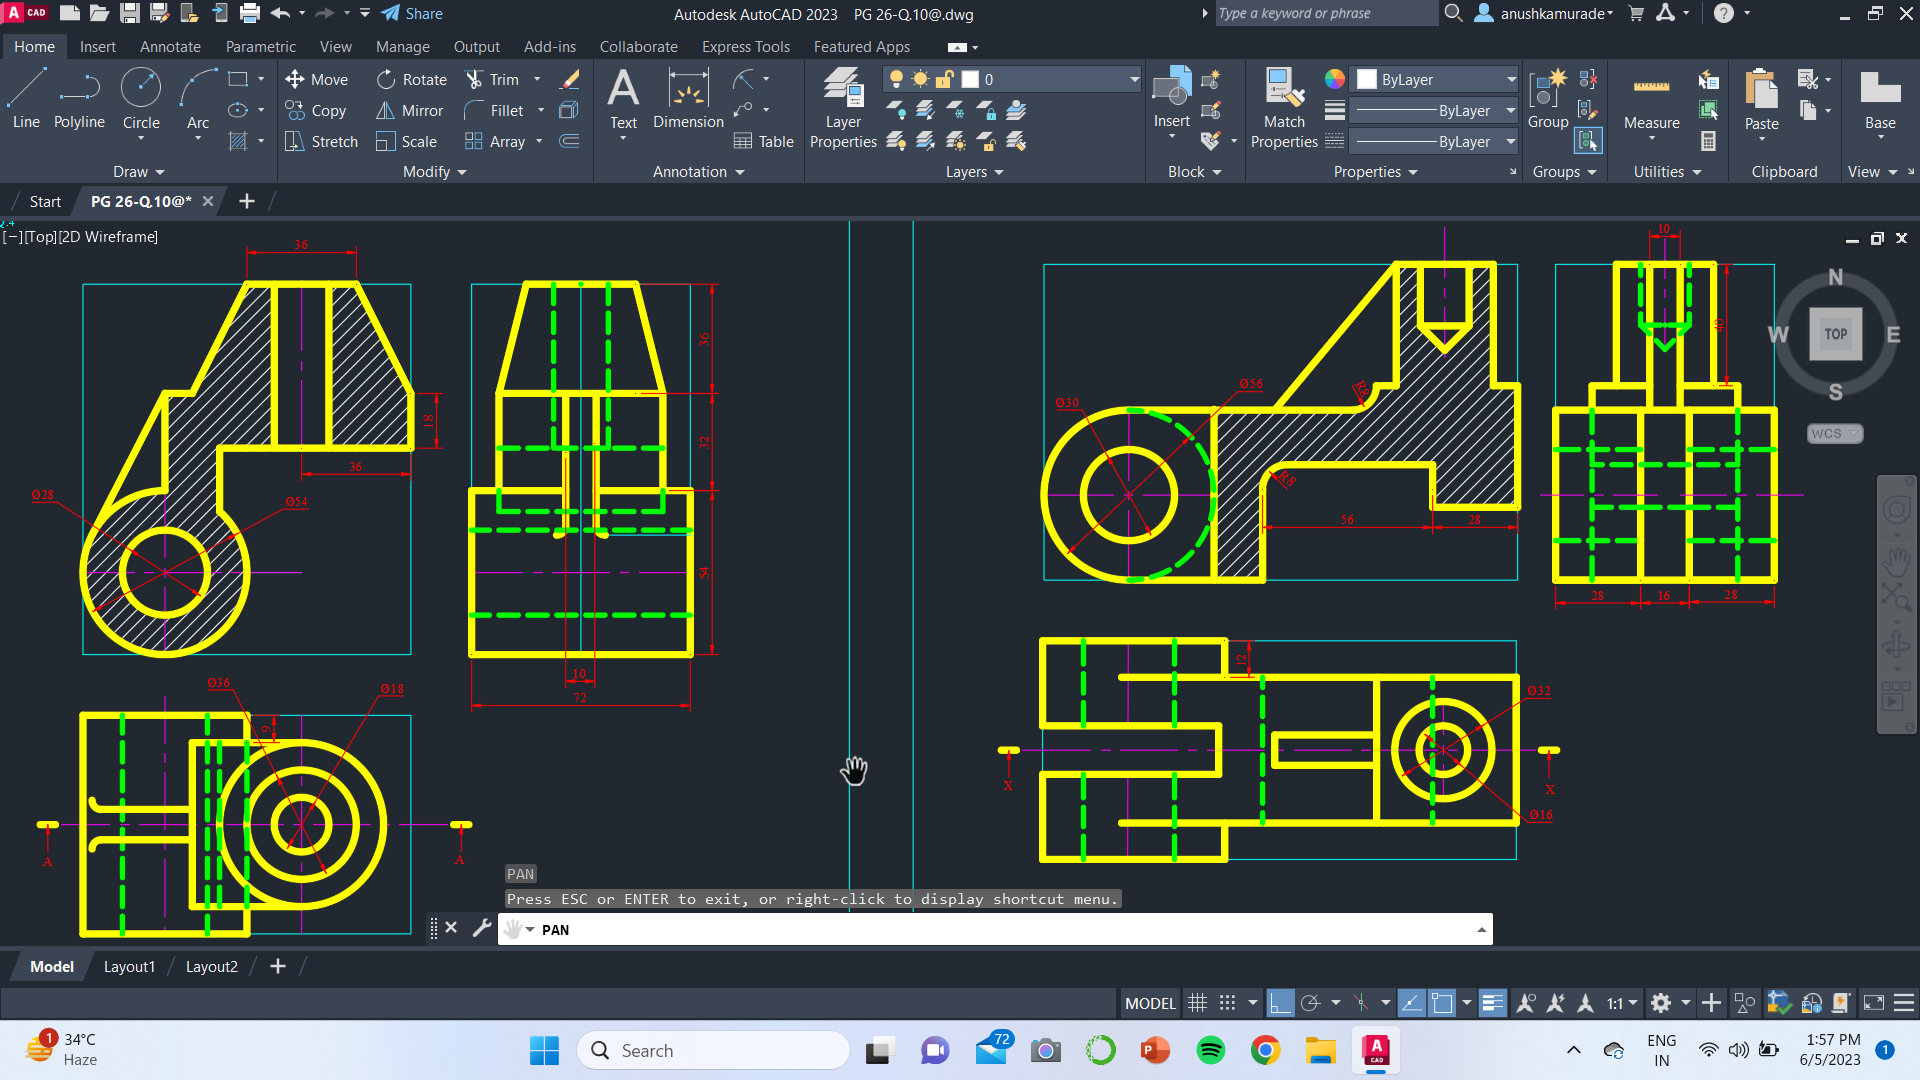 A CAD
Share
Autodesk AutoCAD 2023 PG 26-Q.10@.dwg
Type a keyword or phrase
anushkamurade
Home Insert Annotate Parametric View Manage Output Add-ins Collaborate Express Tools Featured Apps
Line Polyline Circle Arc
Draw
Move Rotate Trim
Copy Mirror Fillet
Stretch Scale Array
Modify
Text Dimension Table
Annotation
Layer Properties
0
Layers
Insert
Block
Match Properties
ByLayer
ByLayer
ByLayer
Properties
Group
Groups
Measure
Utilities
Paste
Clipboard
Base
View
Start PG 26-Q.10@*
2.4
[−][Top][2D Wireframe]
36
18
36
Ø28
Ø54
36
32
54
10
72
Ø36
Ø18
9
A
A
Ø30
Ø56
R8
R8
56
28
10
40
28
16
28
12
Ø32
Ø16
X
X
N
W TOP E
S
WCS
PAN
Press ESC or ENTER to exit, or right-click to display shortcut menu.
PAN
Model Layout1 Layout2
MODEL 1:1
1
34°C
Haze
Search
72
P
A CAD
ENG
IN
1:57 PM
6/5/2023
1